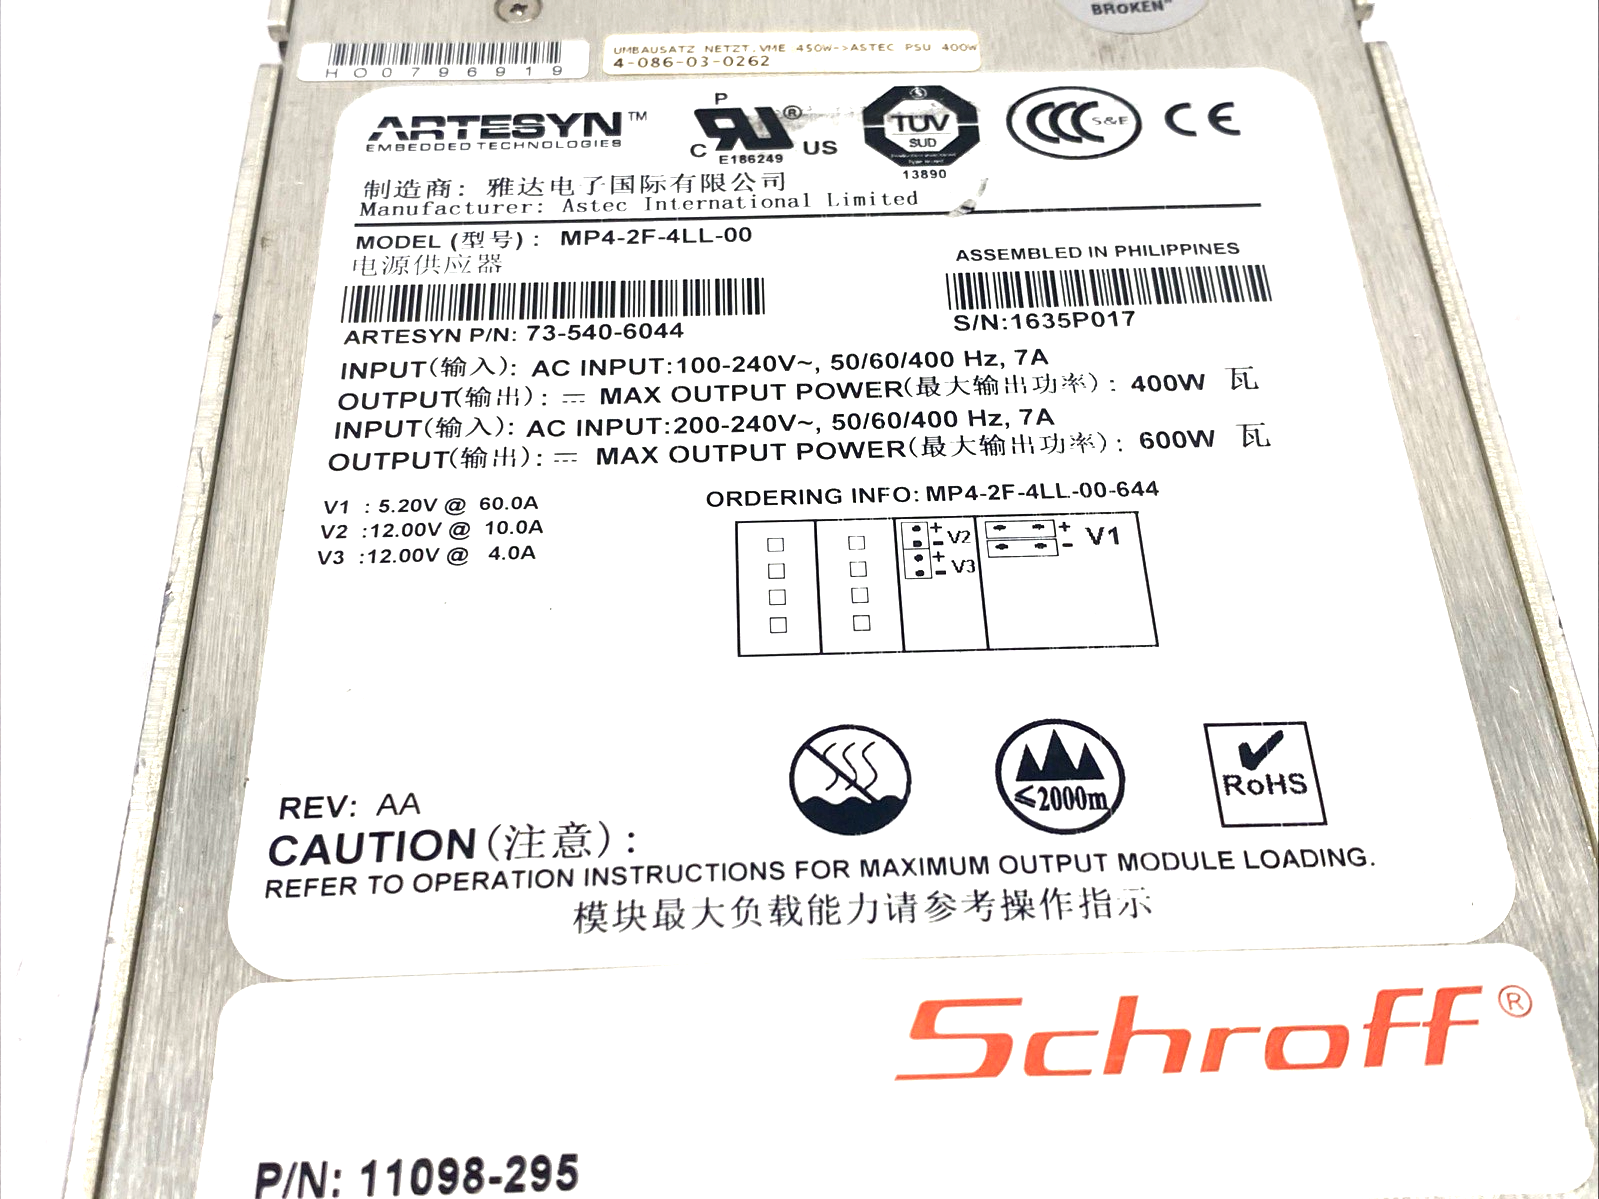 BROKEN"
HO0796919
UMBAUSATZ NETZT.VME 450W->ASTEC PSU 400W
4-086-03-0262
ARTESYN™
EMBEDDED TECHNOLOGIES
P
C RU ® US
E186249
TUV
SUD
13890
CCC S&E
CE
制造商: 雅达电子国际有限公司
Manufacturer: Astec International Limited
MODEL (型号) : MP4-2F-4LL-00
电源供应器
ASSEMBLED IN PHILIPPINES
ARTESYN P/N: 73-540-6044
S/N:1635P017
INPUT(输入): AC INPUT:100-240V~, 50/60/400 Hz, 7A
OUTPUT(输出) : ⎓ MAX OUTPUT POWER(最大输出功率) : 400W 瓦
INPUT(输入): AC INPUT:200-240V~, 50/60/400 Hz, 7A
OUTPUT(输出) : ⎓ MAX OUTPUT POWER(最大输出功率) : 600W 瓦
V1 : 5.20V @ 60.0A
V2 :12.00V @ 10.0A
V3 :12.00V @ 4.0A
ORDERING INFO: MP4-2F-4LL-00-644
+
- V2
+
- V3
+
- V1
≤2000m
RoHS
REV: AA
CAUTION (注意) :
REFER TO OPERATION INSTRUCTIONS FOR MAXIMUM OUTPUT MODULE LOADING.
模块最大负载能力请参考操作指示
Schroff®
P/N: 11098-295